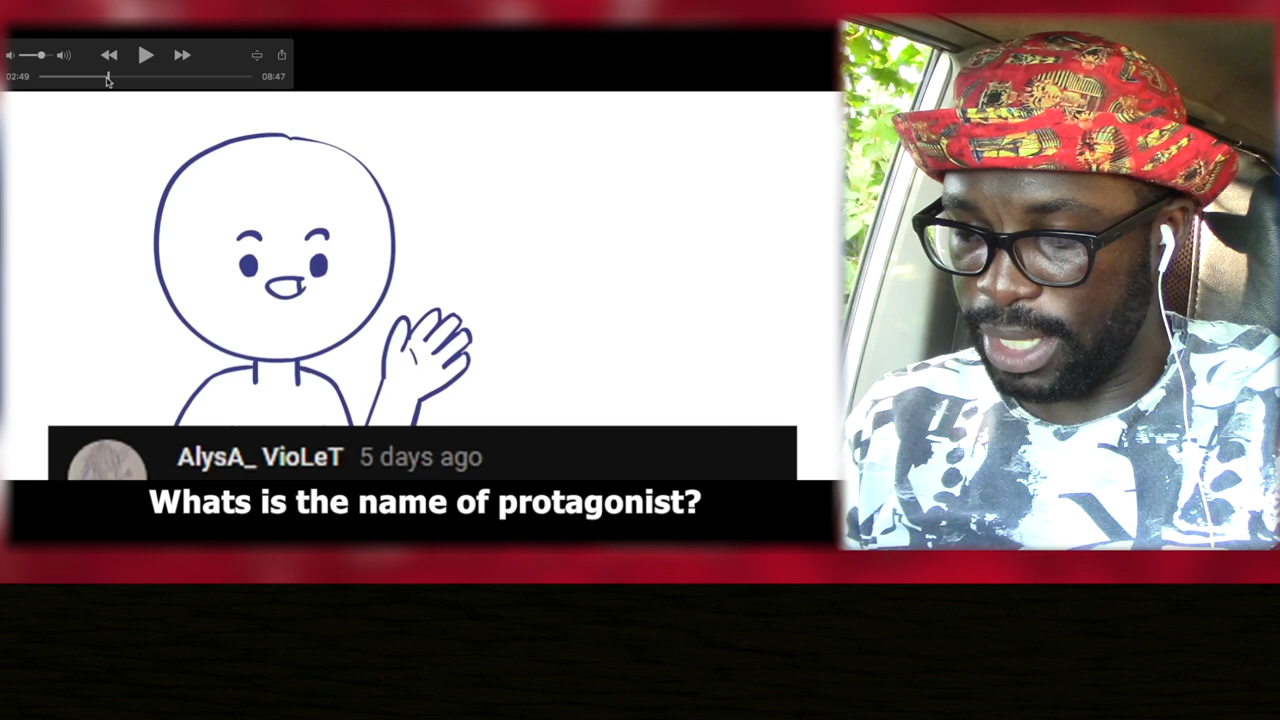 02:49 08:47
AlysA_ VioLeT 5 days ago
Whats is the name of protagonist?